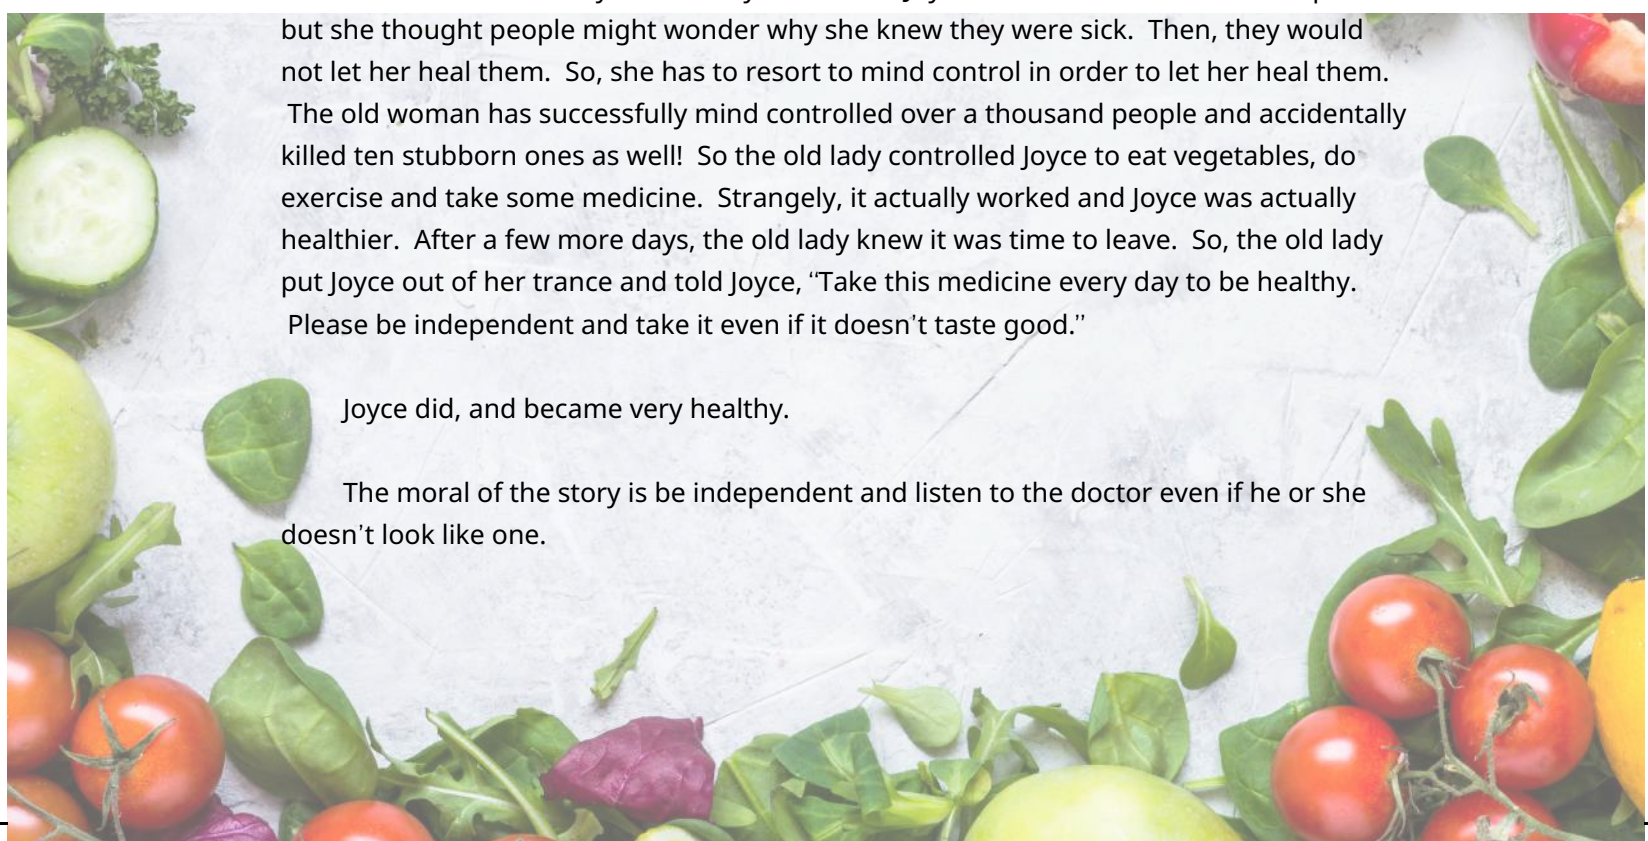 but she thought people might wonder why she knew they were sick.  Then, they would
not let her heal them.  So, she has to resort to mind control in order to let her heal them.
The old woman has successfully mind controlled over a thousand people and accidentally
killed ten stubborn ones as well!  So the old lady controlled Joyce to eat vegetables, do
exercise and take some medicine.  Strangely, it actually worked and Joyce was actually
healthier.  After a few more days, the old lady knew it was time to leave.  So, the old lady
put Joyce out of her trance and told Joyce, “Take this medicine every day to be healthy.
Please be independent and take it even if it doesn’t taste good.”
Joyce did, and became very healthy.
The moral of the story is be independent and listen to the doctor even if he or she
doesn’t look like one.